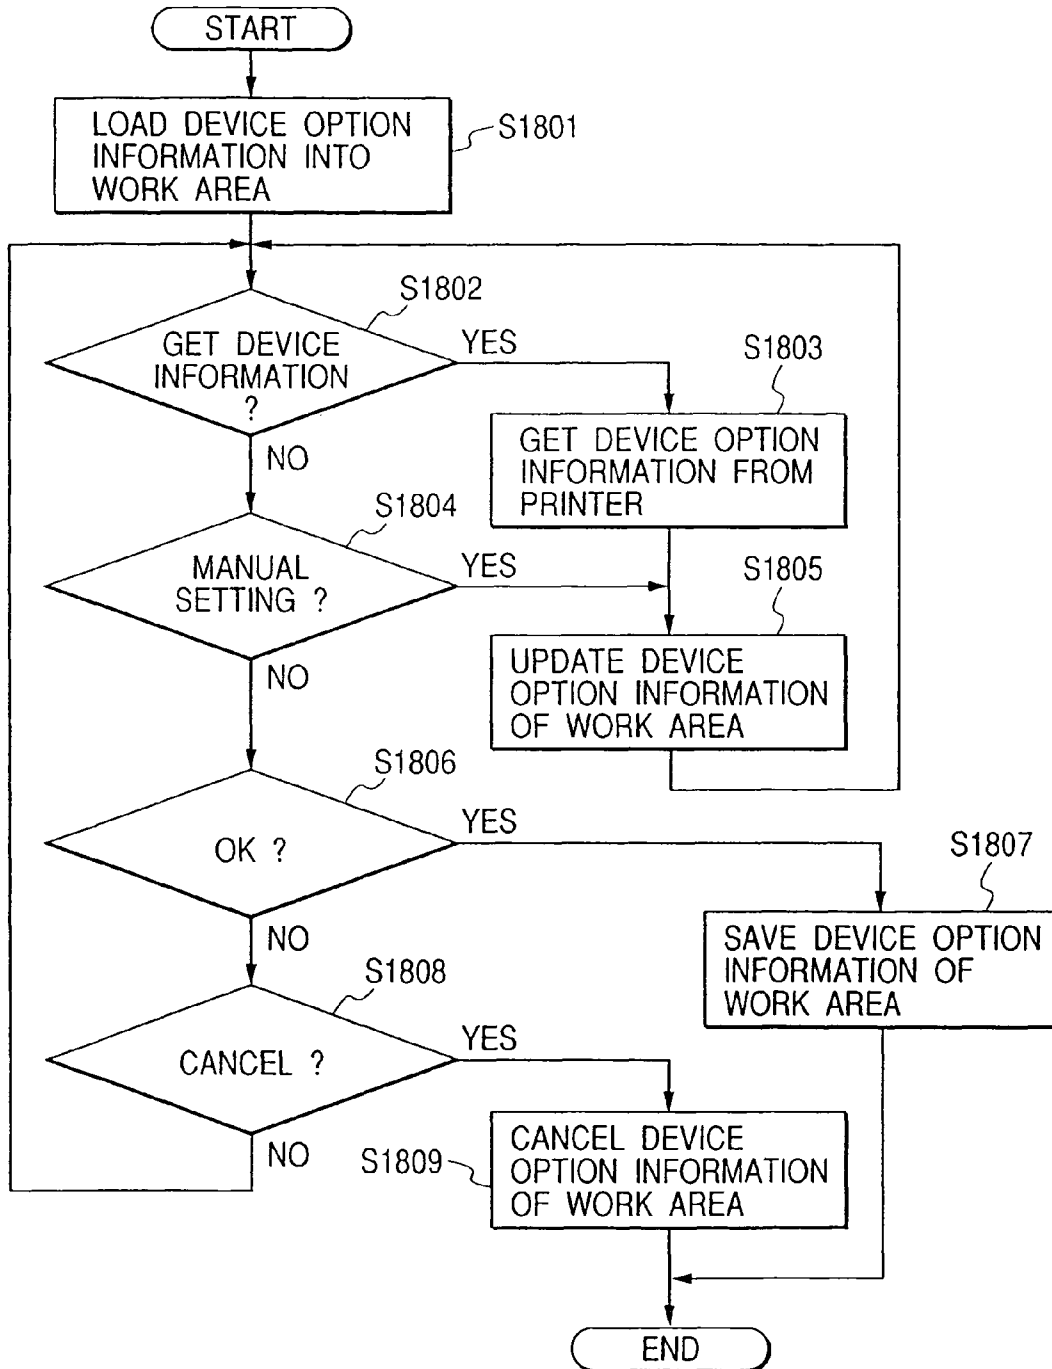 START
LOAD DEVICE OPTION
INFORMATION INTO
WORK AREA
S1801
S1802
GET DEVICE
INFORMATION
?
YES
NO
S1803
GET DEVICE OPTION
INFORMATION FROM
PRINTER
S1804
MANUAL
SETTING ?
YES
NO
S1805
UPDATE DEVICE
OPTION INFORMATION
OF WORK AREA
S1806
OK ?
YES
NO
S1807
SAVE DEVICE OPTION
INFORMATION OF
WORK AREA
S1808
CANCEL ?
YES
NO
S1809
CANCEL DEVICE
OPTION INFORMATION
OF WORK AREA
END